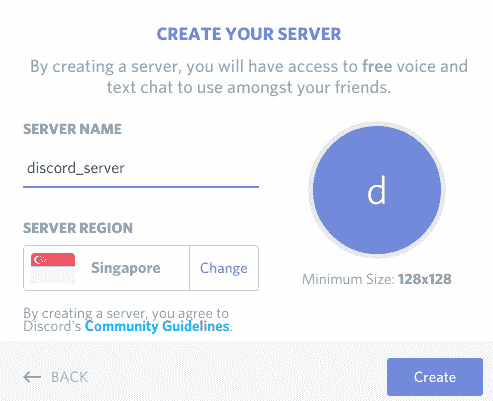 CREATE YOUR SERVER
By creating a server, you will have access to free voice and
text chat to use amongst your friends.
SERVER NAME
discord_server
d
SERVER REGION
Singapore
Change
Minimum Size: 128x128
By creating a server, you agree to
Discord's Community Guidelines.
BACK
Create